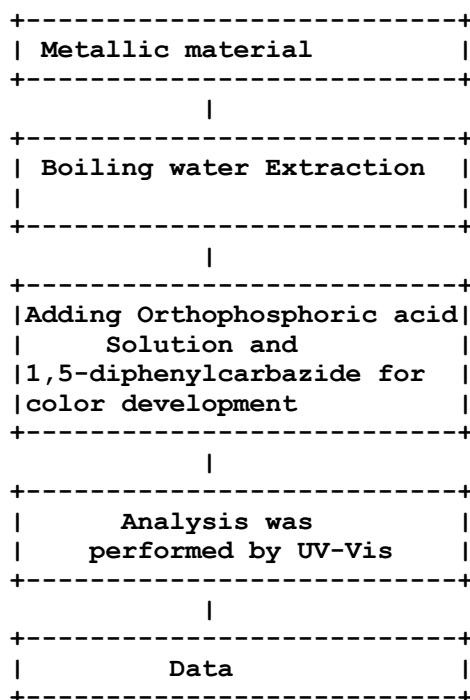 Metallic material
Boiling water Extraction
Adding Orthophosphoric acid
Solution and
1,5-diphenylcarbazide for
color development
Analysis was
performed by UV-Vis
Data